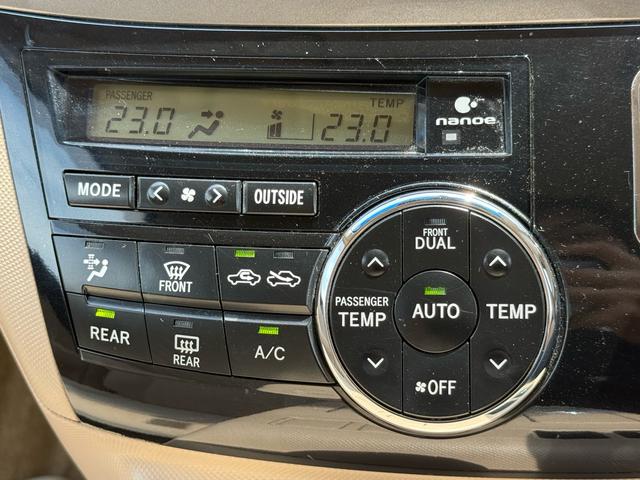 PASSENGER
23.0
TEMP
23.0
nanoe
MODE
OUTSIDE
FRONT
REAR
REAR
A/C
FRONT
DUAL
PASSENGER
TEMP
AUTO
TEMP
OFF